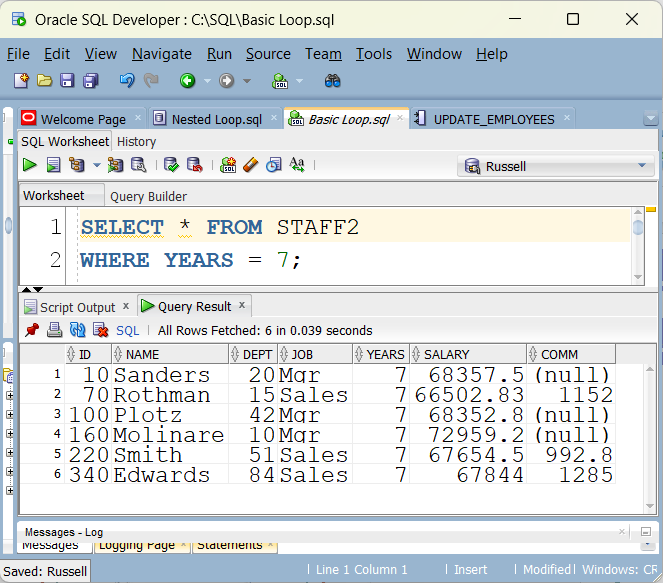 Oracle SQL Developer : C:\SQL\Basic Loop.sql
File Edit View Navigate Run Source Team Tools Window Help
Welcome Page Nested Loop.sql Basic Loop.sql UPDATE_EMPLOYEES
SQL Worksheet History
Russell
Worksheet Query Builder
1 SELECT * FROM STAFF2
2 WHERE YEARS = 7;
Script Output x Query Result x
SQL | All Rows Fetched: 6 in 0.039 seconds
ID NAME DEPT JOB YEARS SALARY COMM
1 10 Sanders 20 Mgr 7 68357.5 (null)
2 70 Rothman 15 Sales 7 66502.83 1152
3 100 Plotz 42 Mgr 7 68352.8 (null)
4 160 Molinare 10 Mgr 7 72959.2 (null)
5 220 Smith 51 Sales 7 67654.5 992.8
6 340 Edwards 84 Sales 7 67844 1285
Messages - Log
Messages Logging Page Statements
Saved: Russell | Line 1 Column 1 | Insert | Modified | Windows: CR